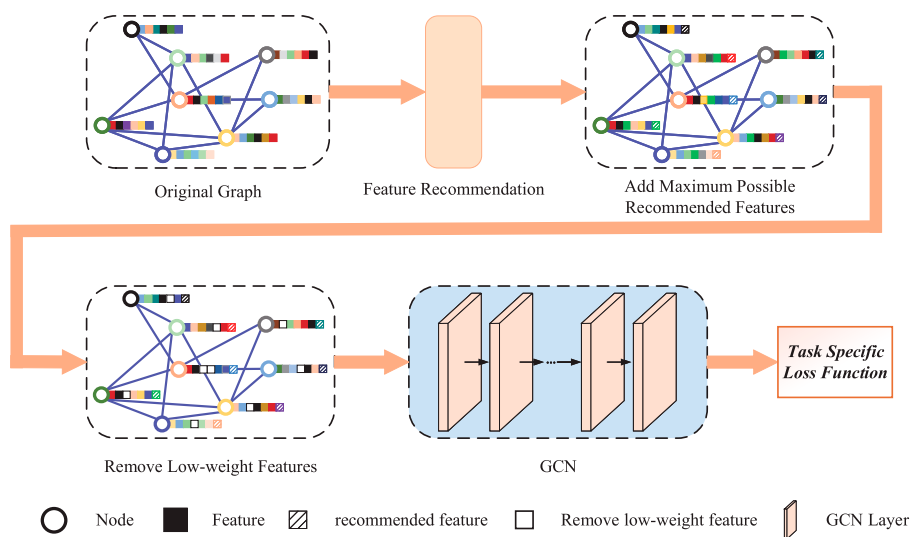 Original Graph
Feature Recommendation
Add Maximum Possible
Recommended Features
Remove Low-weight Features
...
GCN
Task Specific
Loss Function
Node
Feature
recommended feature
Remove low-weight feature
GCN Layer